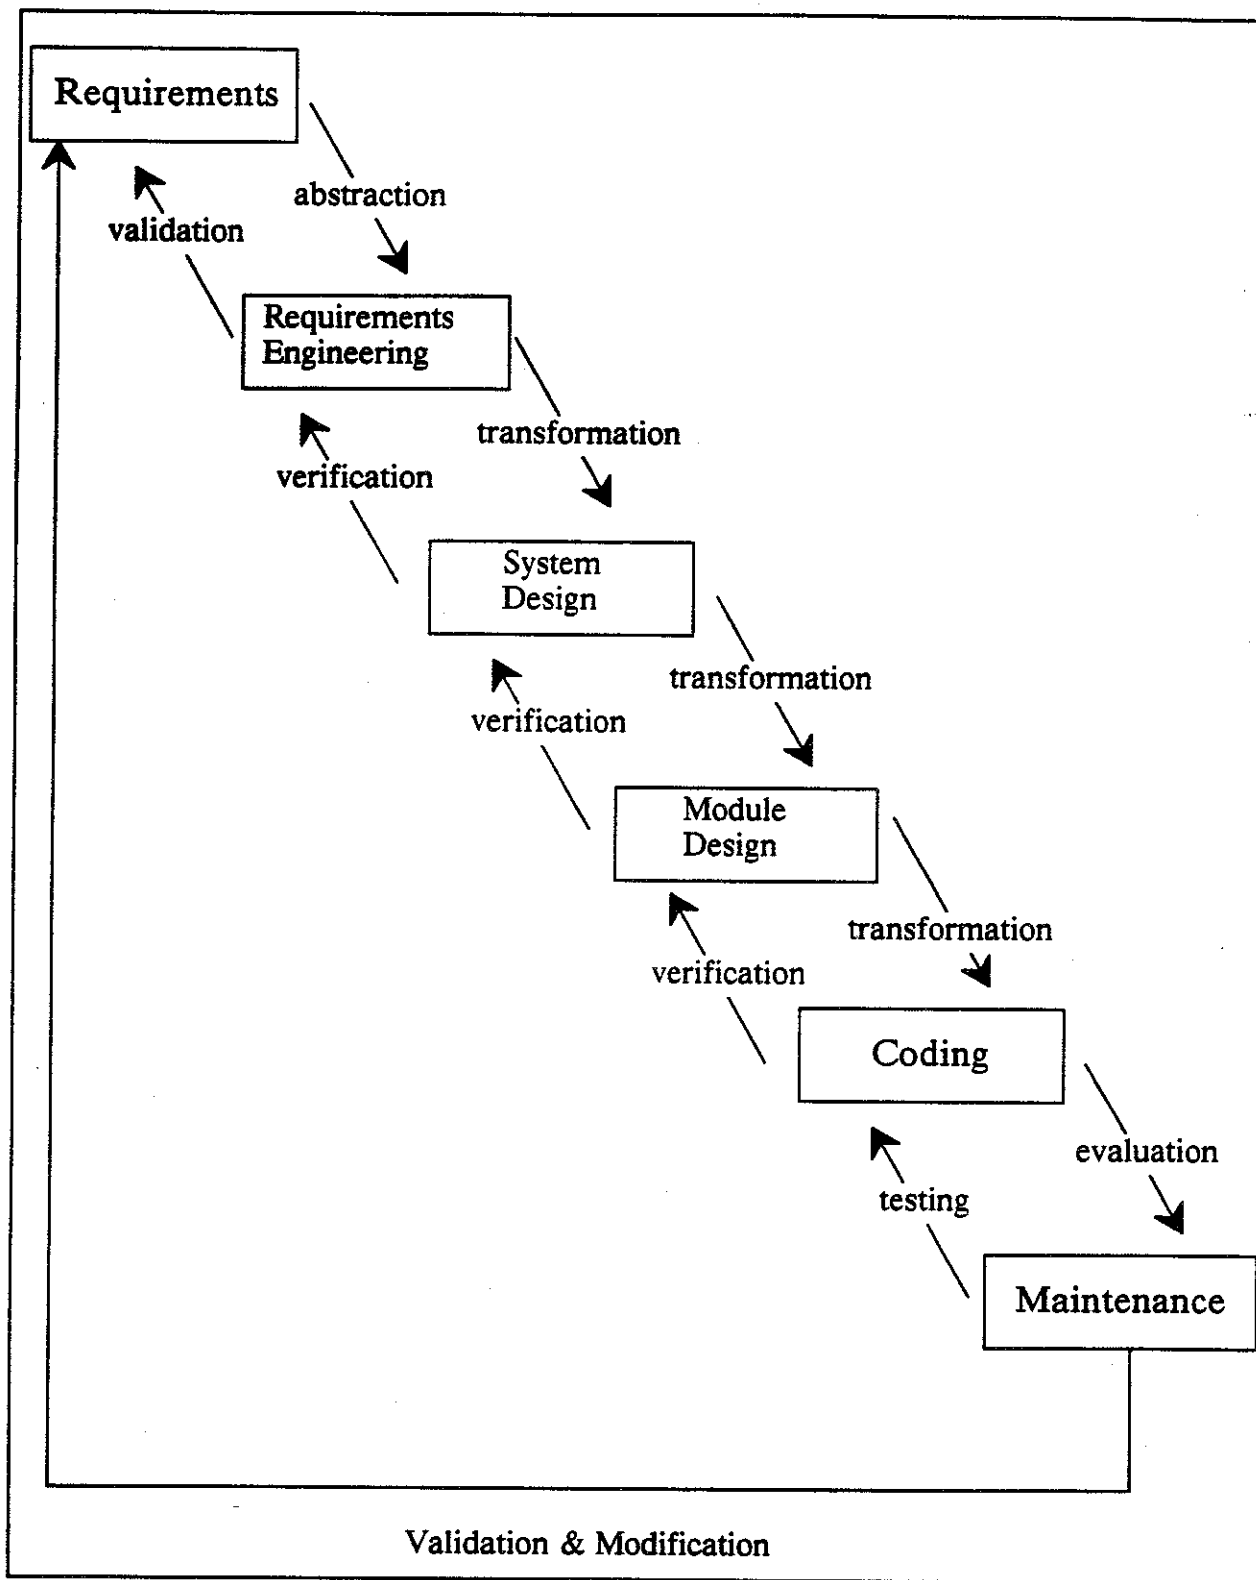 Requirements
abstraction
validation
Requirements
Engineering
transformation
verification
System
Design
transformation
verification
Module
Design
transformation
verification
Coding
evaluation
testing
Maintenance
Validation & Modification